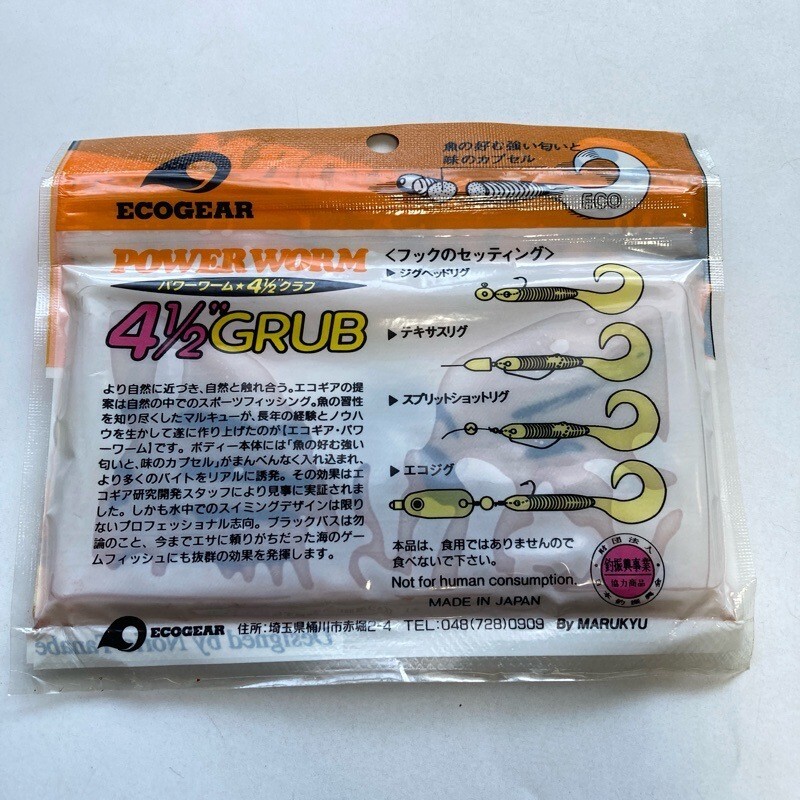 魚の好む強い匂いと
味のカプセル
ECO
ECOGEAR
POWER WORM
パワーワーム★4½"グラブ
4½"GRUB
より自然に近づき、自然と触れ合う。エコギアの提
案は自然の中でのスポーツフィッシング。魚の習性
を知り尽くしたマルキューが、長年の経験とノウハ
ウを生かして遂に作り上げたのが【エコギア・パワ
ーワーム】です。ボディー本体には「魚の好む強い
匂いと、味のカプセル」がまんべんなく入れ込まれ、
より多くのバイトをリアルに誘発。その効果はエ
コギア研究開発スタッフにより見事に実証されまし
た。しかも水中でのスイミングデザインは限り
ないプロフェッショナル志向。ブラックバスは勿
論のこと、今までエサに頼りがちだった海のゲー
ムフィッシュにも抜群の効果を発揮します。
<フックのセッティング>
▶ジグヘッドリグ
▶テキサスリグ
▶スプリットショットリグ
▶エコジグ
本品は、食用ではありませんので
食べないで下さい。
Not for human consumption.
MADE IN JAPAN
財団法人
釣振興事業
協力商品
日本釣振興会
ECOGEAR 住所:埼玉県桶川市赤堀2-4 TEL:048(728)0909 By MARUKYU
Designed by Norio Tanabe